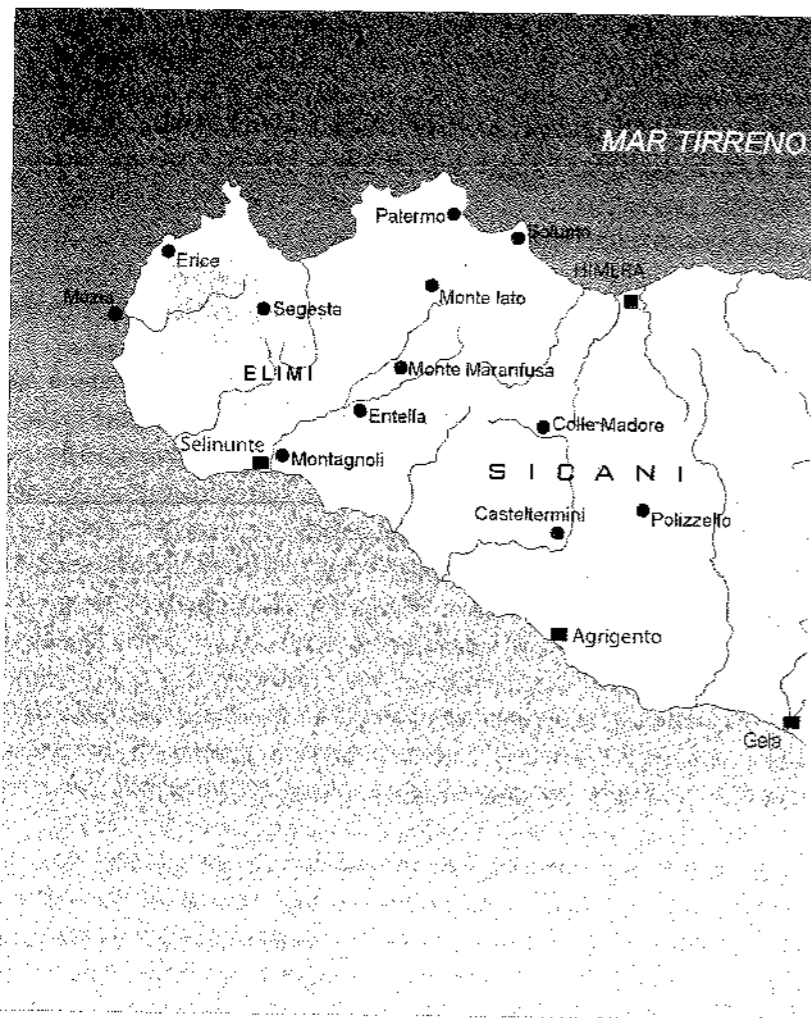 MAR TIRRENO
Palermo
Solunto
Erice
HIMERA
Mozia
Segesta
Monte Iato
ELIMI
Monte Maranfusa
Entella
Colle Madore
Selinunte
Montagnoli
SICANI
Casteltermini
Polizzello
Agrigento
Gela